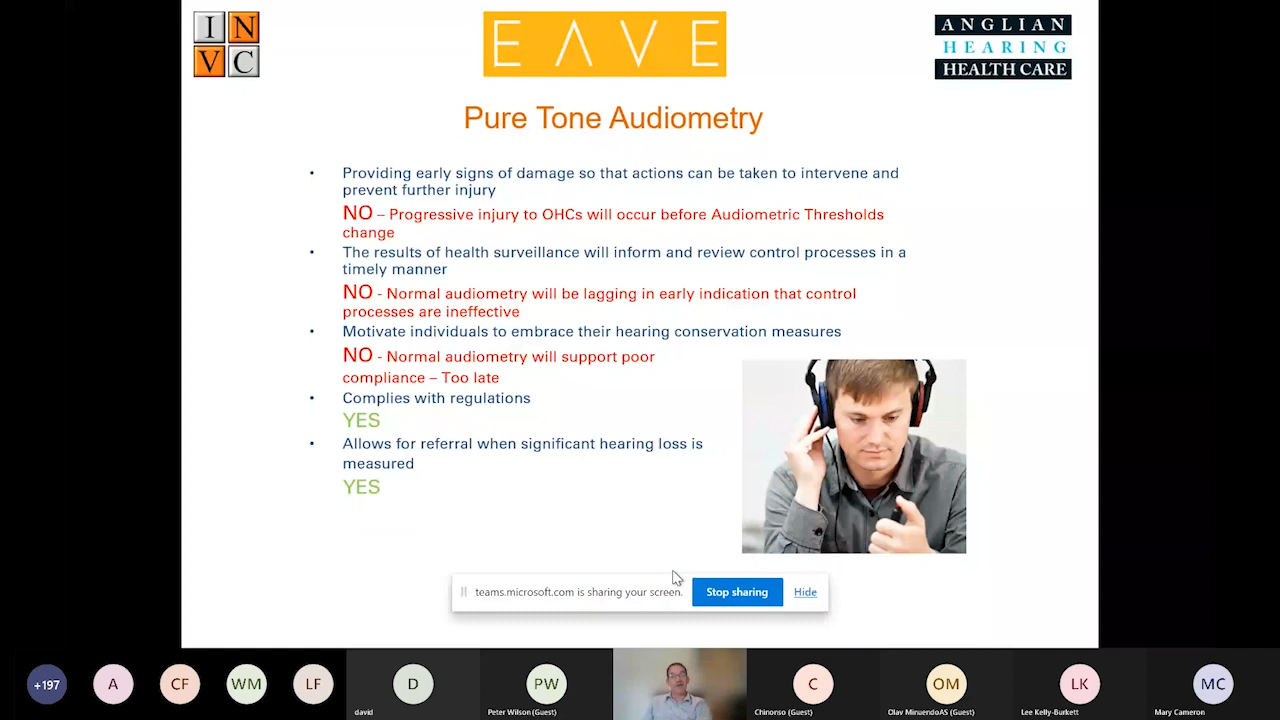 I N
V C
EAVE
ANGLIAN
HEARING
HEALTH CARE
Pure Tone Audiometry
• Providing early signs of damage so that actions can be taken to intervene and
prevent further injury
NO – Progressive injury to OHCs will occur before Audiometric Thresholds
change
• The results of health surveillance will inform and review control processes in a
timely manner
NO - Normal audiometry will be lagging in early indication that control
processes are ineffective
• Motivate individuals to embrace their hearing conservation measures
NO - Normal audiometry will support poor
compliance – Too late
• Complies with regulations
YES
• Allows for referral when significant hearing loss is
measured
YES
teams.microsoft.com is sharing your screen. Stop sharing Hide
+197 A CF WM LF D PW C OM LK MC
david Peter Wilson (Guest) Chinonso (Guest) Olav MinuendoAS (Guest) Lee Kelly-Burkett Mary Cameron